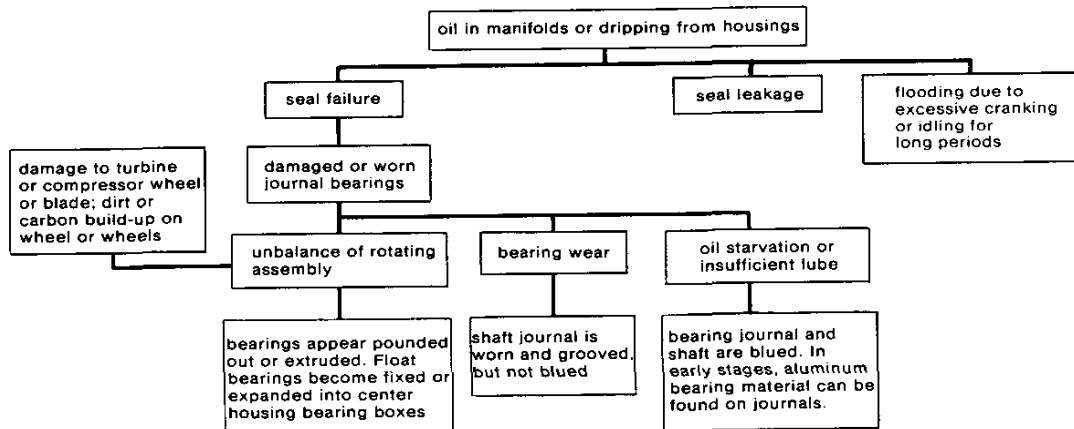 oil in manifolds or dripping from housings
seal failure
seal leakage
flooding due to
excessive cranking
or idling for
long periods
damage to turbine
or compressor wheel
or blade; dirt or
carbon build-up on
wheel or wheels
damaged or worn
journal bearings
unbalance of rotating
assembly
bearing wear
oil starvation or
insufficient lube
bearings appear pounded
out or extruded. Float
bearings become fixed or
expanded into center
housing bearing boxes
shaft journal is
worn and grooved,
but not blued
bearing journal and
shaft are blued. In
early stages, aluminum
bearing material can be
found on journals.